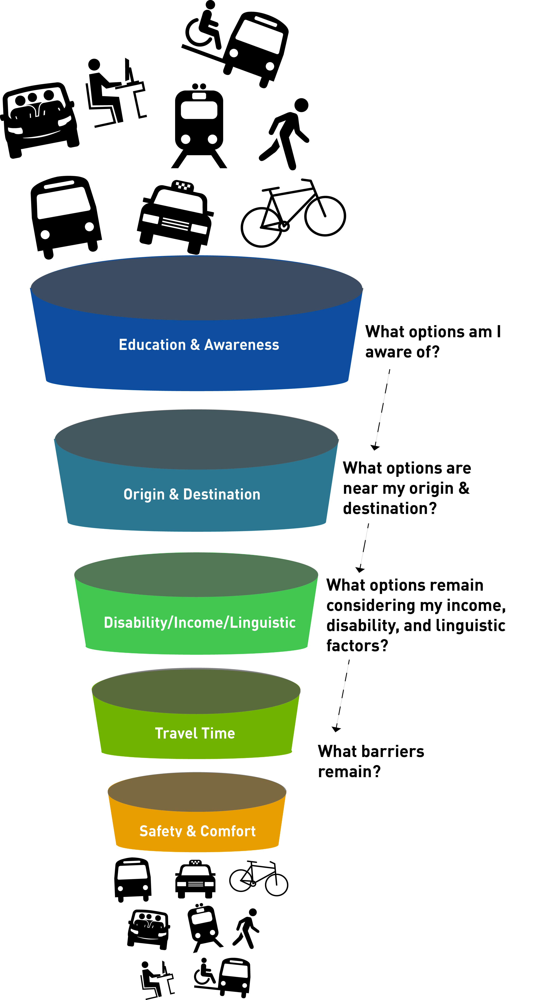 Education & Awareness
What options am I
aware of?
Origin & Destination
What options are
near my origin &
destination?
Disability/Income/Linguistic
What options remain
considering my income,
disability, and linguistic
factors?
Travel Time
What barriers
remain?
Safety & Comfort